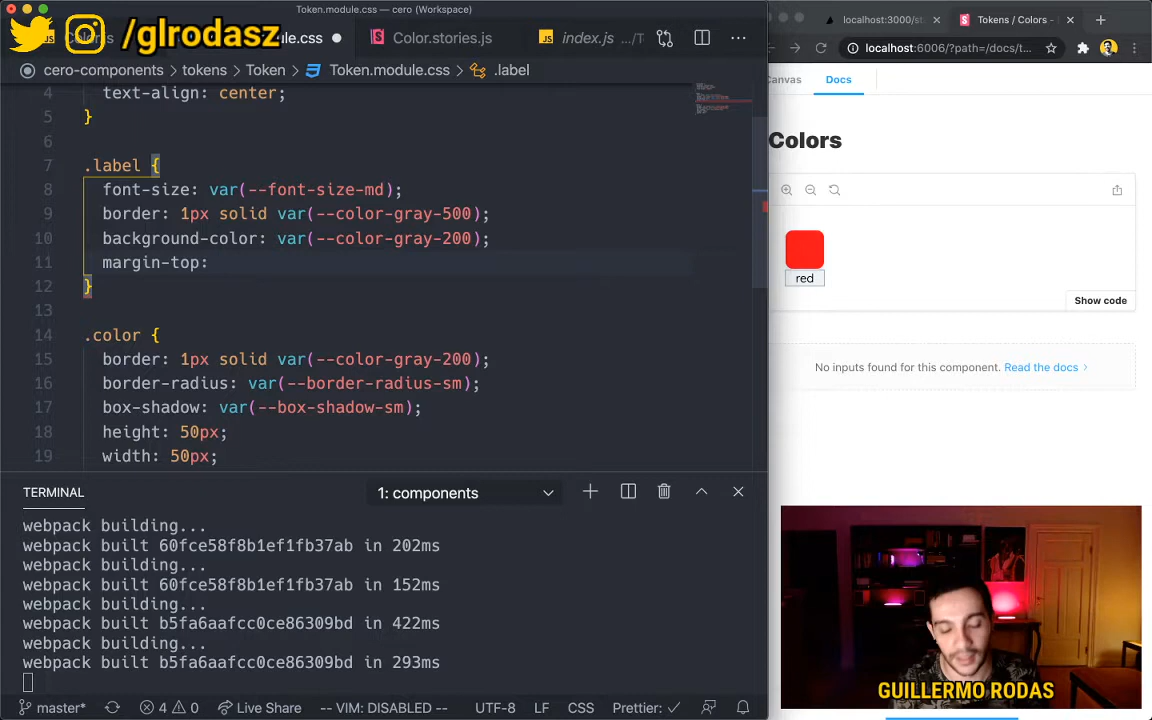 Token.module.css — cero (Workspace)
/glrodasz
JS
ule.css
Color.stories.js
JS index.js .../T
cero-components > tokens > Token > Token.module.css > .label
4 text-align: center;
5 }
6
7 .label {
8 font-size: var(--font-size-md);
9 border: 1px solid var(--color-gray-500);
10 background-color: var(--color-gray-200);
11 margin-top:
12 }
13
14 .color {
15 border: 1px solid var(--color-gray-200);
16 border-radius: var(--border-radius-sm);
17 box-shadow: var(--box-shadow-sm);
18 height: 50px;
19 width: 50px;
TERMINAL
1: components
webpack building...
webpack built 60fce58f8b1ef1fb37ab in 202ms
webpack building...
webpack built 60fce58f8b1ef1fb37ab in 152ms
webpack building...
webpack built b5fa6aafcc0ce86309bd in 422ms
webpack building...
webpack built b5fa6aafcc0ce86309bd in 293ms
master* 4 0 Live Share -- VIM: DISABLED -- UTF-8 LF CSS Prettier: ✓
localhost:3000/s
Tokens / Colors -
localhost:6006/?path=/docs/t...
Canvas
Docs
Colors
red
Show code
No inputs found for this component. Read the docs >
GUILLERMO RODAS